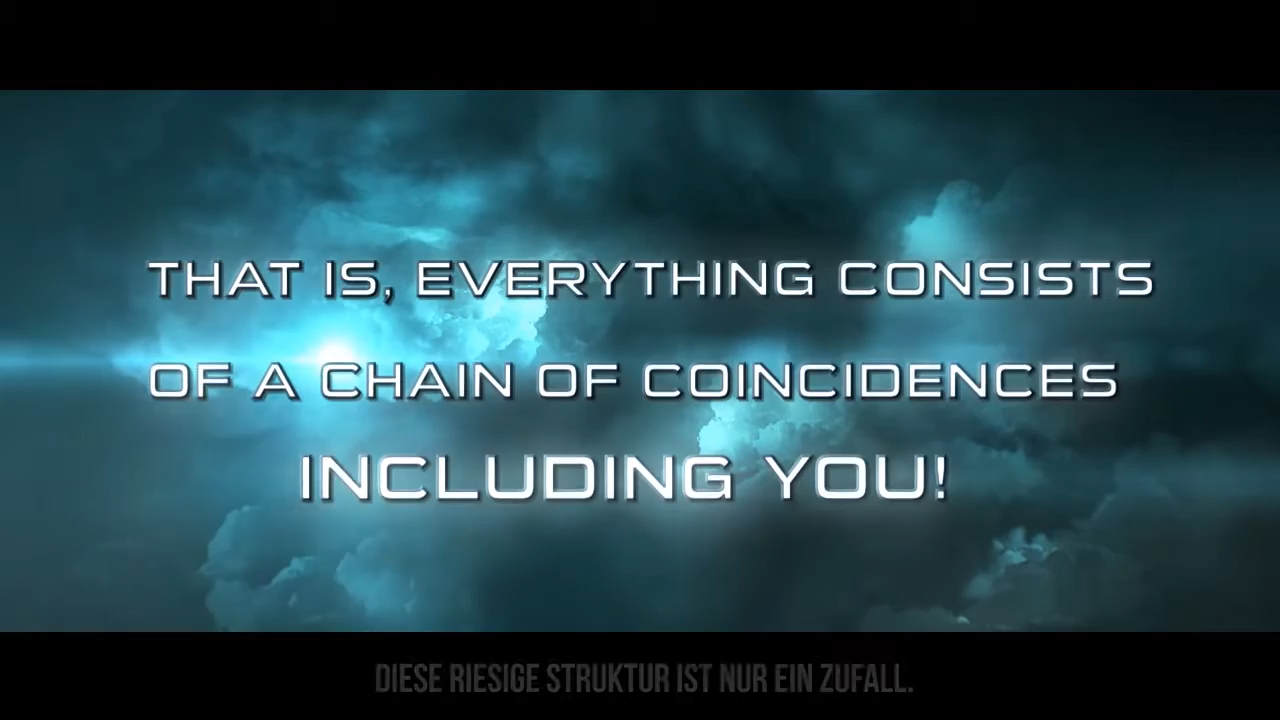 THAT IS, EVERYTHING CONSISTS
OF A CHAIN OF COINCIDENCES
INCLUDING YOU!
DIESE RIESIGE STRUKTUR IST NUR EIN ZUFALL.